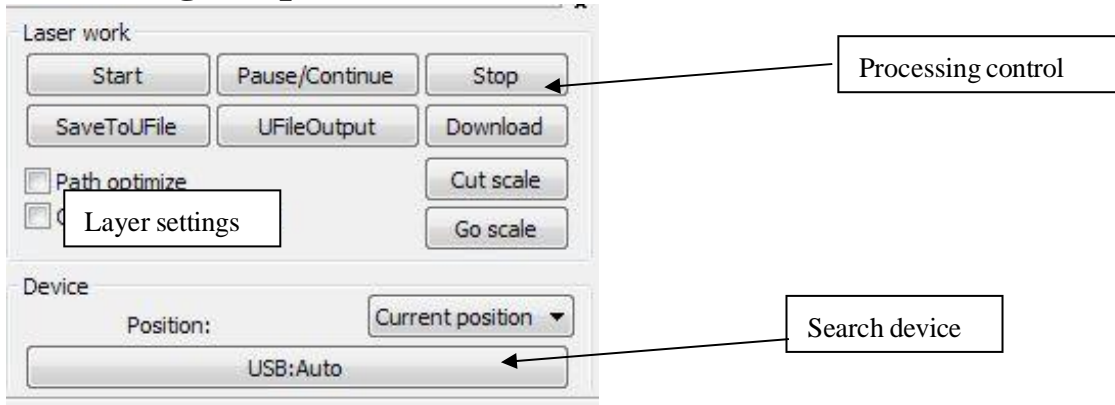 Laser work
Start Pause/Continue Stop
Processing control
SaveToUFile UFileOutput Download
Path optimize Cut scale
Layer settings
Go scale
Device
Position: Current position
Search device
USB:Auto